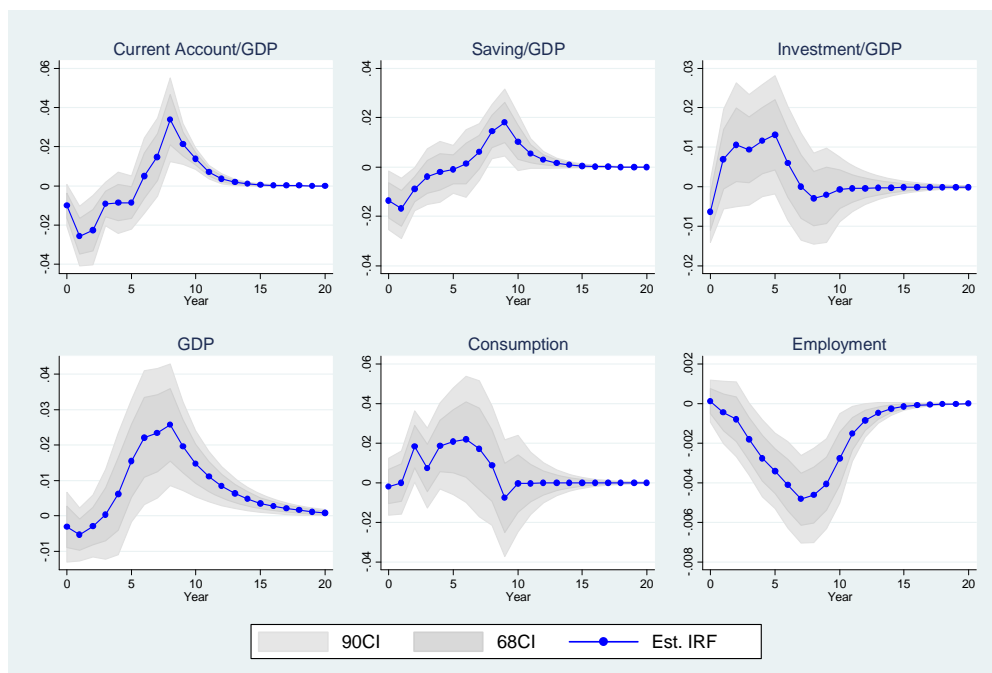 Current Account/GDP
.06
.04
.02
0
-.02
-.04
0 5 10 15 20
Year
Saving/GDP
.04
.02
0
-.02
-.04
0 5 10 15 20
Year
Investment/GDP
.03
.02
.01
0
-.01
-.02
0 5 10 15 20
Year
GDP
.04
.03
.02
.01
0
-.01
0 5 10 15 20
Year
Consumption
.06
.04
.02
0
-.02
-.04
0 5 10 15 20
Year
Employment
.002
0
-.002
-.004
-.006
-.008
0 5 10 15 20
Year
90CI 68CI Est. IRF